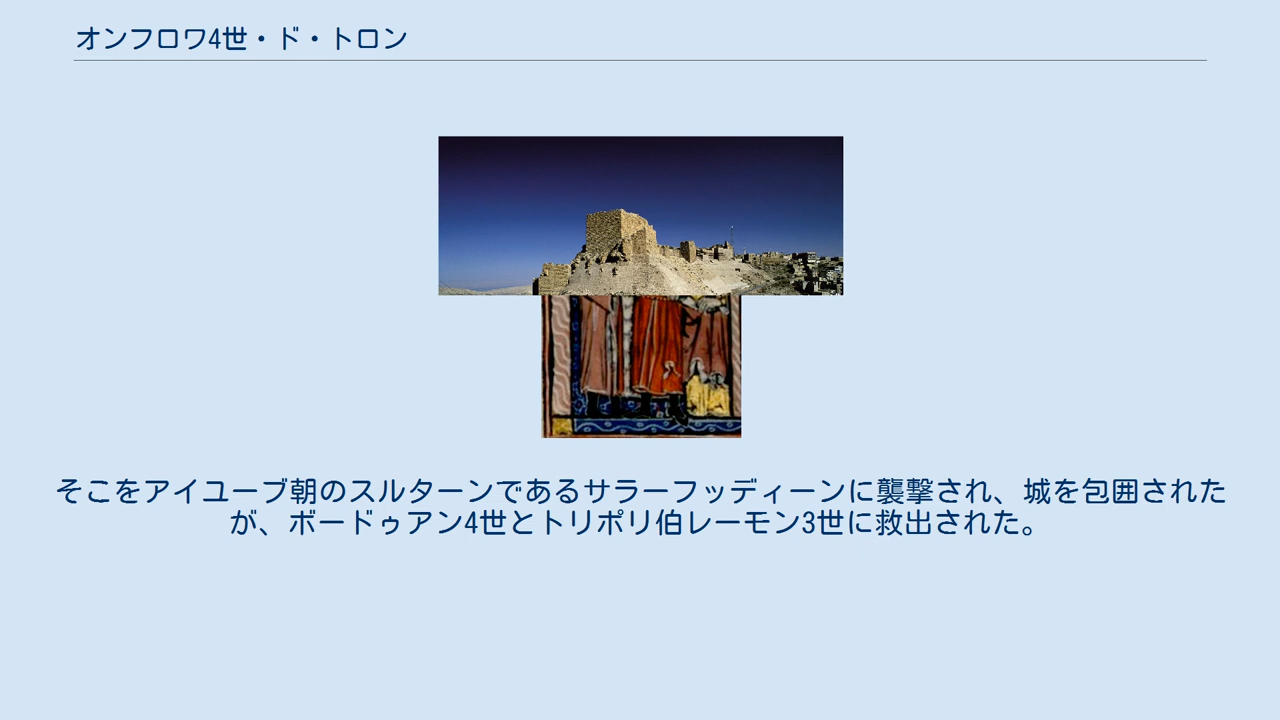 オンフロワ4世・ド・トロン
そこをアイユーブ朝のスルターンであるサラーフッディーンに襲撃され、城を包囲された
が、ボードゥアン4世とトリポリ伯レーモン3世に救出された。